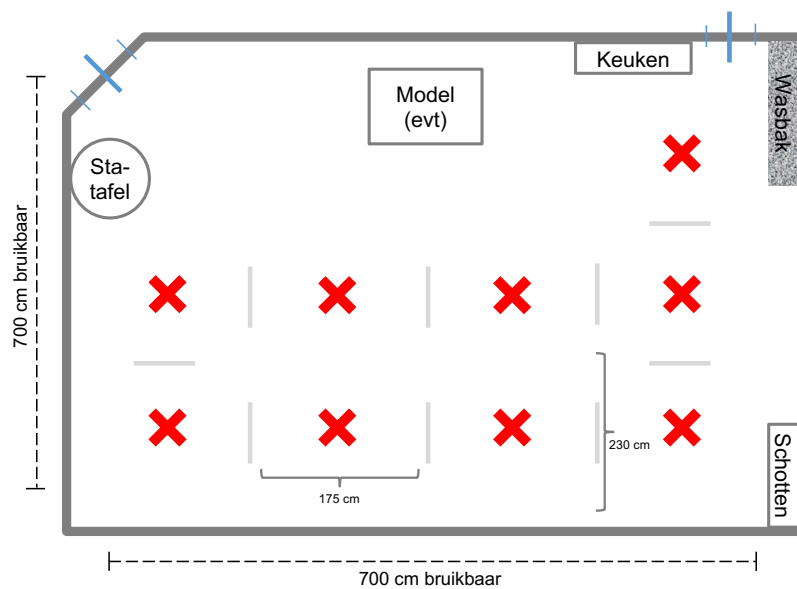 Keuken
Model
(evt)
Wasbak
Sta-
tafel
700 cm bruikbaar
230 cm
Schotten
175 cm
700 cm bruikbaar